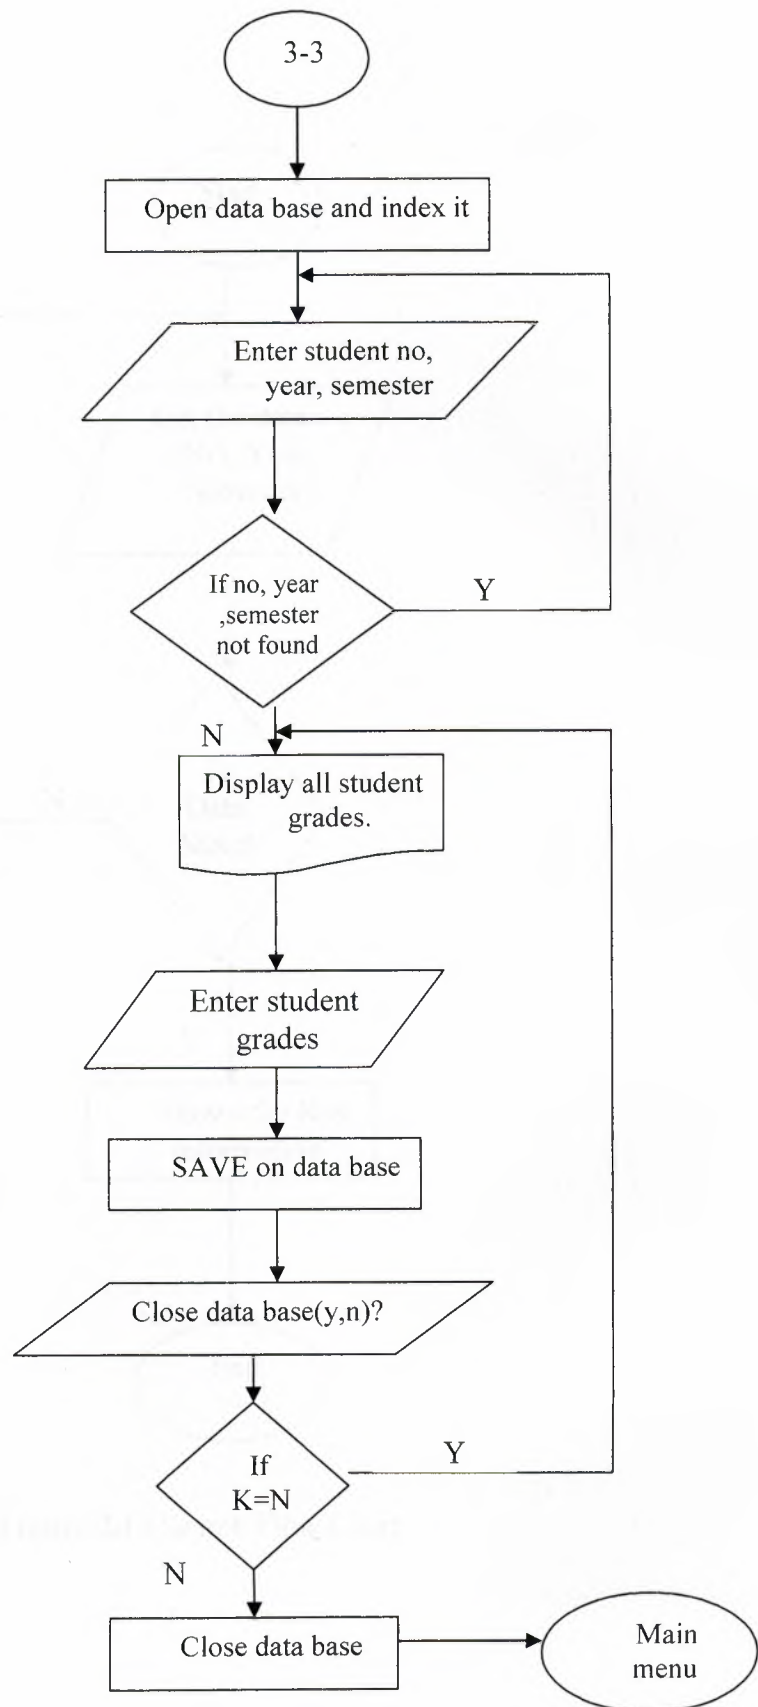 3-3
Open data base and index it
Enter student no,
year, semester
If no, year
,semester
not found
Y
N
Display all student
grades.
Enter student
grades
SAVE on data base
Close data base(y,n)?
If
K=N
Y
N
Close data base
Main
menu